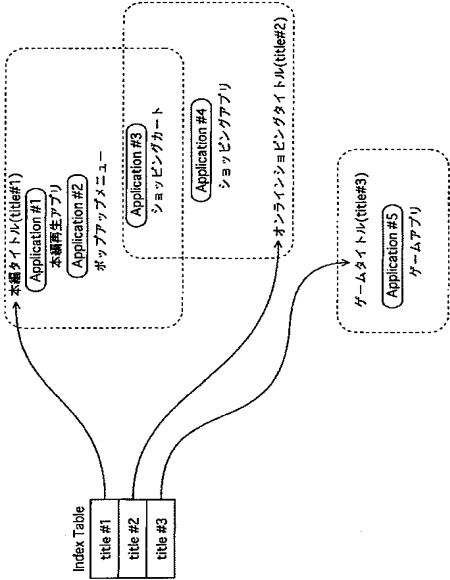 Index Table
title #1
title #2
title #3
本編タイトル(title#1)
Application #1
本編再生アプリ
Application #2
ポップアップメニュー
Application #3
ショッピングカート
Application #4
ショッピングアプリ
オンラインショッピングタイトル(title#2)
ゲームタイトル(title#3)
Application #5
ゲームアプリ